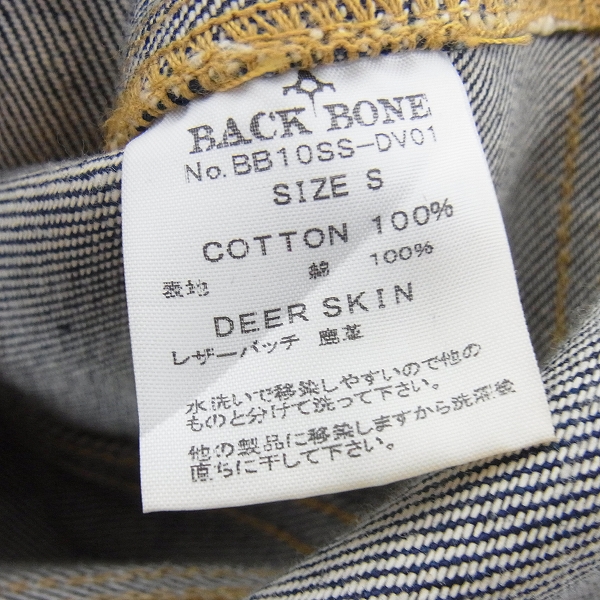 BACK BONE
No.BB10SS-DV01
SIZE S
COTTON 100%
表地 綿 100%
DEER SKIN
レザーパッチ 鹿革
水洗いで移染しやすいので他の
ものと分けて洗って下さい。
他の製品に移染しますから洗濯後
直ちに干して下さい。